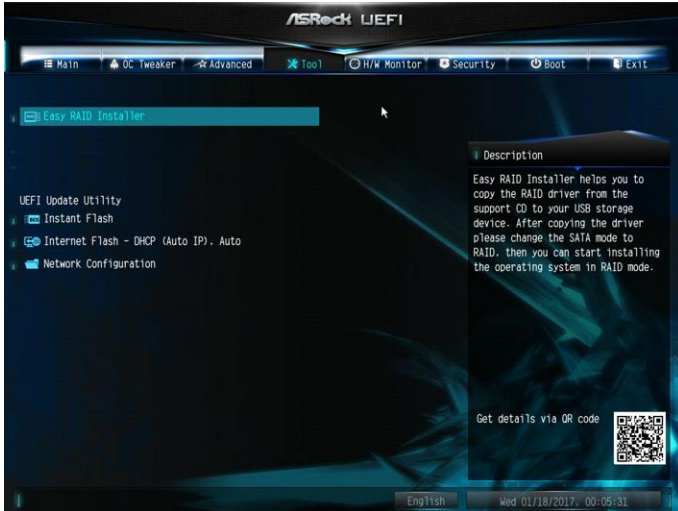 ASRock UEFI
Main
OC Tweaker
Advanced
Tool
H/W Monitor
Security
Boot
Exit
Easy RAID Installer
UEFI Update Utility
Instant Flash
Internet Flash - DHCP (Auto IP), Auto
Network Configuration
Description
Easy RAID Installer helps you to
copy the RAID driver from the
support CD to your USB storage
device. After copying the driver
please change the SATA mode to
RAID, then you can start installing
the operating system in RAID mode.
Get details via QR code
English
Wed 01/18/2017, 00:05:31